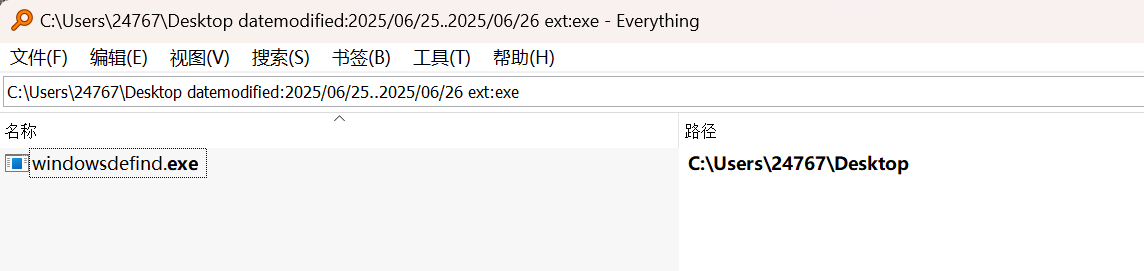 C:\Users\24767\Desktop datemodified:2025/06/25..2025/06/26 ext:exe - Everything
文件(F) 编辑(E) 视图(V) 搜索(S) 书签(B) 工具(T) 帮助(H)
C:\Users\24767\Desktop datemodified:2025/06/25..2025/06/26 ext:exe
名称 路径
windowsdefind.exe C:\Users\24767\Desktop